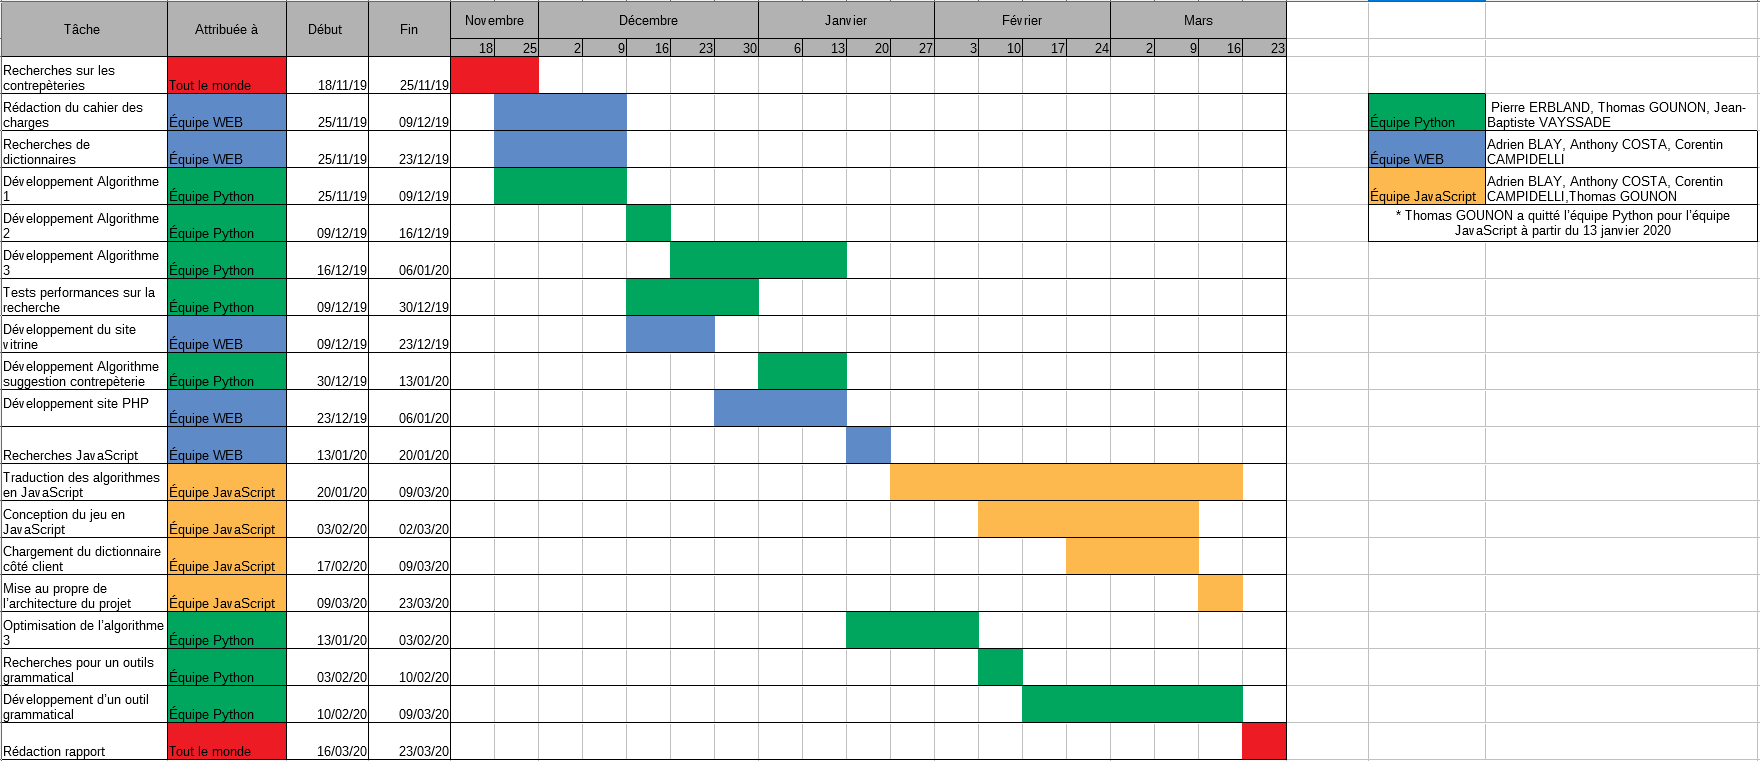 Tâche Attribuée à Début Fin Novembre Décembre Janvier Février Mars
18 25 2 9 16 23 30 6 13 20 27 3 10 17 24 2 9 16 23
Recherches sur les
contrepèteries Tout le monde 18/11/19 25/11/19
Rédaction du cahier des
charges Équipe WEB 25/11/19 09/12/19
Recherches de
dictionnaires Équipe WEB 25/11/19 23/12/19
Développement Algorithme
1 Équipe Python 25/11/19 09/12/19
Développement Algorithme
2 Équipe Python 09/12/19 16/12/19
Développement Algorithme
3 Équipe Python 16/12/19 06/01/20
Tests performances sur la
recherche Équipe Python 09/12/19 30/12/19
Développement du site
vitrine Équipe WEB 09/12/19 23/12/19
Développement Algorithme
suggestion contrepèterie Équipe Python 30/12/19 13/01/20
Développement site PHP
Équipe WEB 23/12/19 06/01/20
Recherches JavaScript Équipe WEB 13/01/20 20/01/20
Traduction des algorithmes
en JavaScript Équipe JavaScript 20/01/20 09/03/20
Conception du jeu en
JavaScript Équipe JavaScript 03/02/20 02/03/20
Chargement du dictionnaire
côté client Équipe JavaScript 17/02/20 09/03/20
Mise au propre de
l'architecture du projet Équipe JavaScript 09/03/20 23/03/20
Optimisation de l'algorithme
3 Équipe Python 13/01/20 03/02/20
Recherches pour un outils
grammatical Équipe Python 03/02/20 10/02/20
Développement d'un outil
grammatical Équipe Python 10/02/20 09/03/20
Rédaction rapport Tout le monde 16/03/20 23/03/20
Pierre ERBLAND, Thomas GOUNON, Jean-
Équipe Python Baptiste VAYSSADE
Adrien BLAY, Anthony COSTA, Corentin
Équipe WEB CAMPIDELLI
Adrien BLAY, Anthony COSTA, Corentin
Équipe JavaScript CAMPIDELLI,Thomas GOUNON
* Thomas GOUNON a quitté l'équipe Python pour l'équipe
JavaScript à partir du 13 janvier 2020